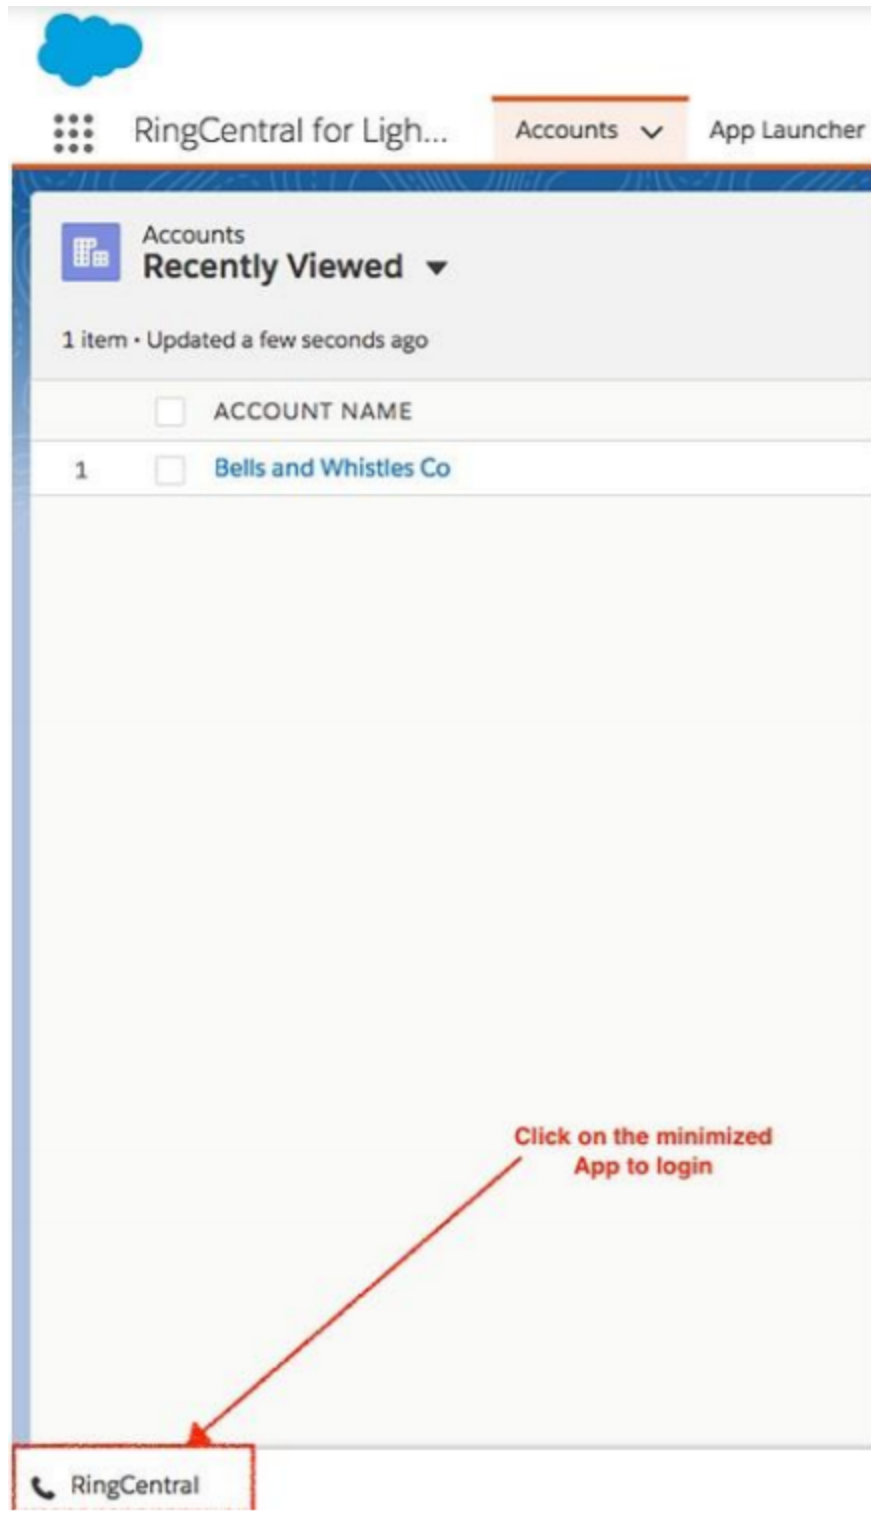 RingCentral for Ligh...
Accounts
App Launcher
Accounts
Recently Viewed
1 item • Updated a few seconds ago
ACCOUNT NAME
1 Bells and Whistles Co
Click on the minimized
App to login
RingCentral